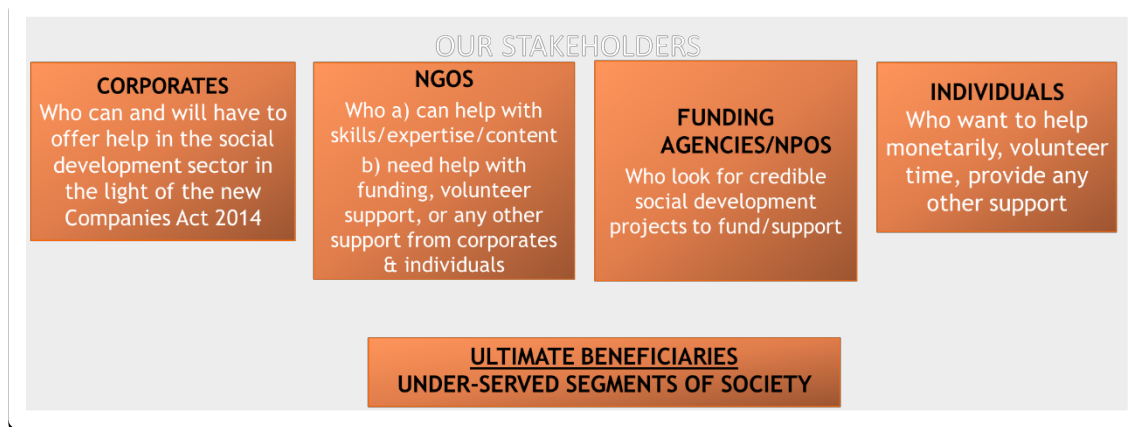 OUR STAKEHOLDERS
CORPORATES
Who can and will have to
offer help in the social
development sector in
the light of the new
Companies Act 2014
NGOS
Who a) can help with
skills/expertise/content
b) need help with
funding, volunteer
support, or any other
support from corporates
& individuals
FUNDING
AGENCIES/NPOS
Who look for credible
social development
projects to fund/support
INDIVIDUALS
Who want to help
monetarily, volunteer
time, provide any
other support
ULTIMATE BENEFICIARIES
UNDER-SERVED SEGMENTS OF SOCIETY